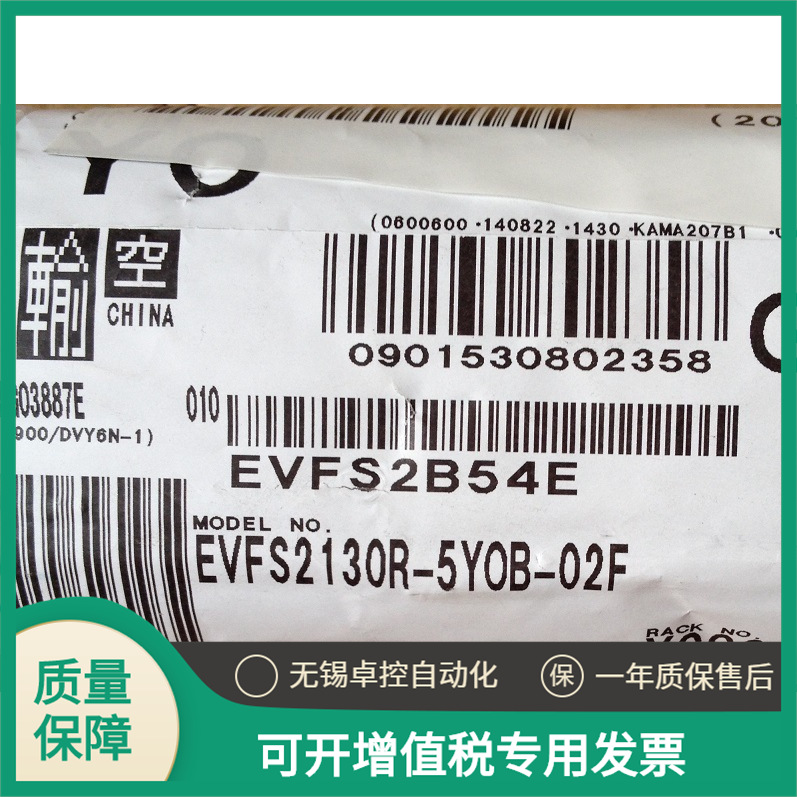 YO
(20
(0600600 ·140822 ·1430 ·KAMA207B1
輸 空
CHINA
0901530802358
03887E
010
900/DVY6N-1)
EVFS2B54E
MODEL NO.
EVFS2130R-5YOB-02F
RACK NO.
质量
保障
无锡卓控自动化
保 一年质保售后
可开增值税专用发票